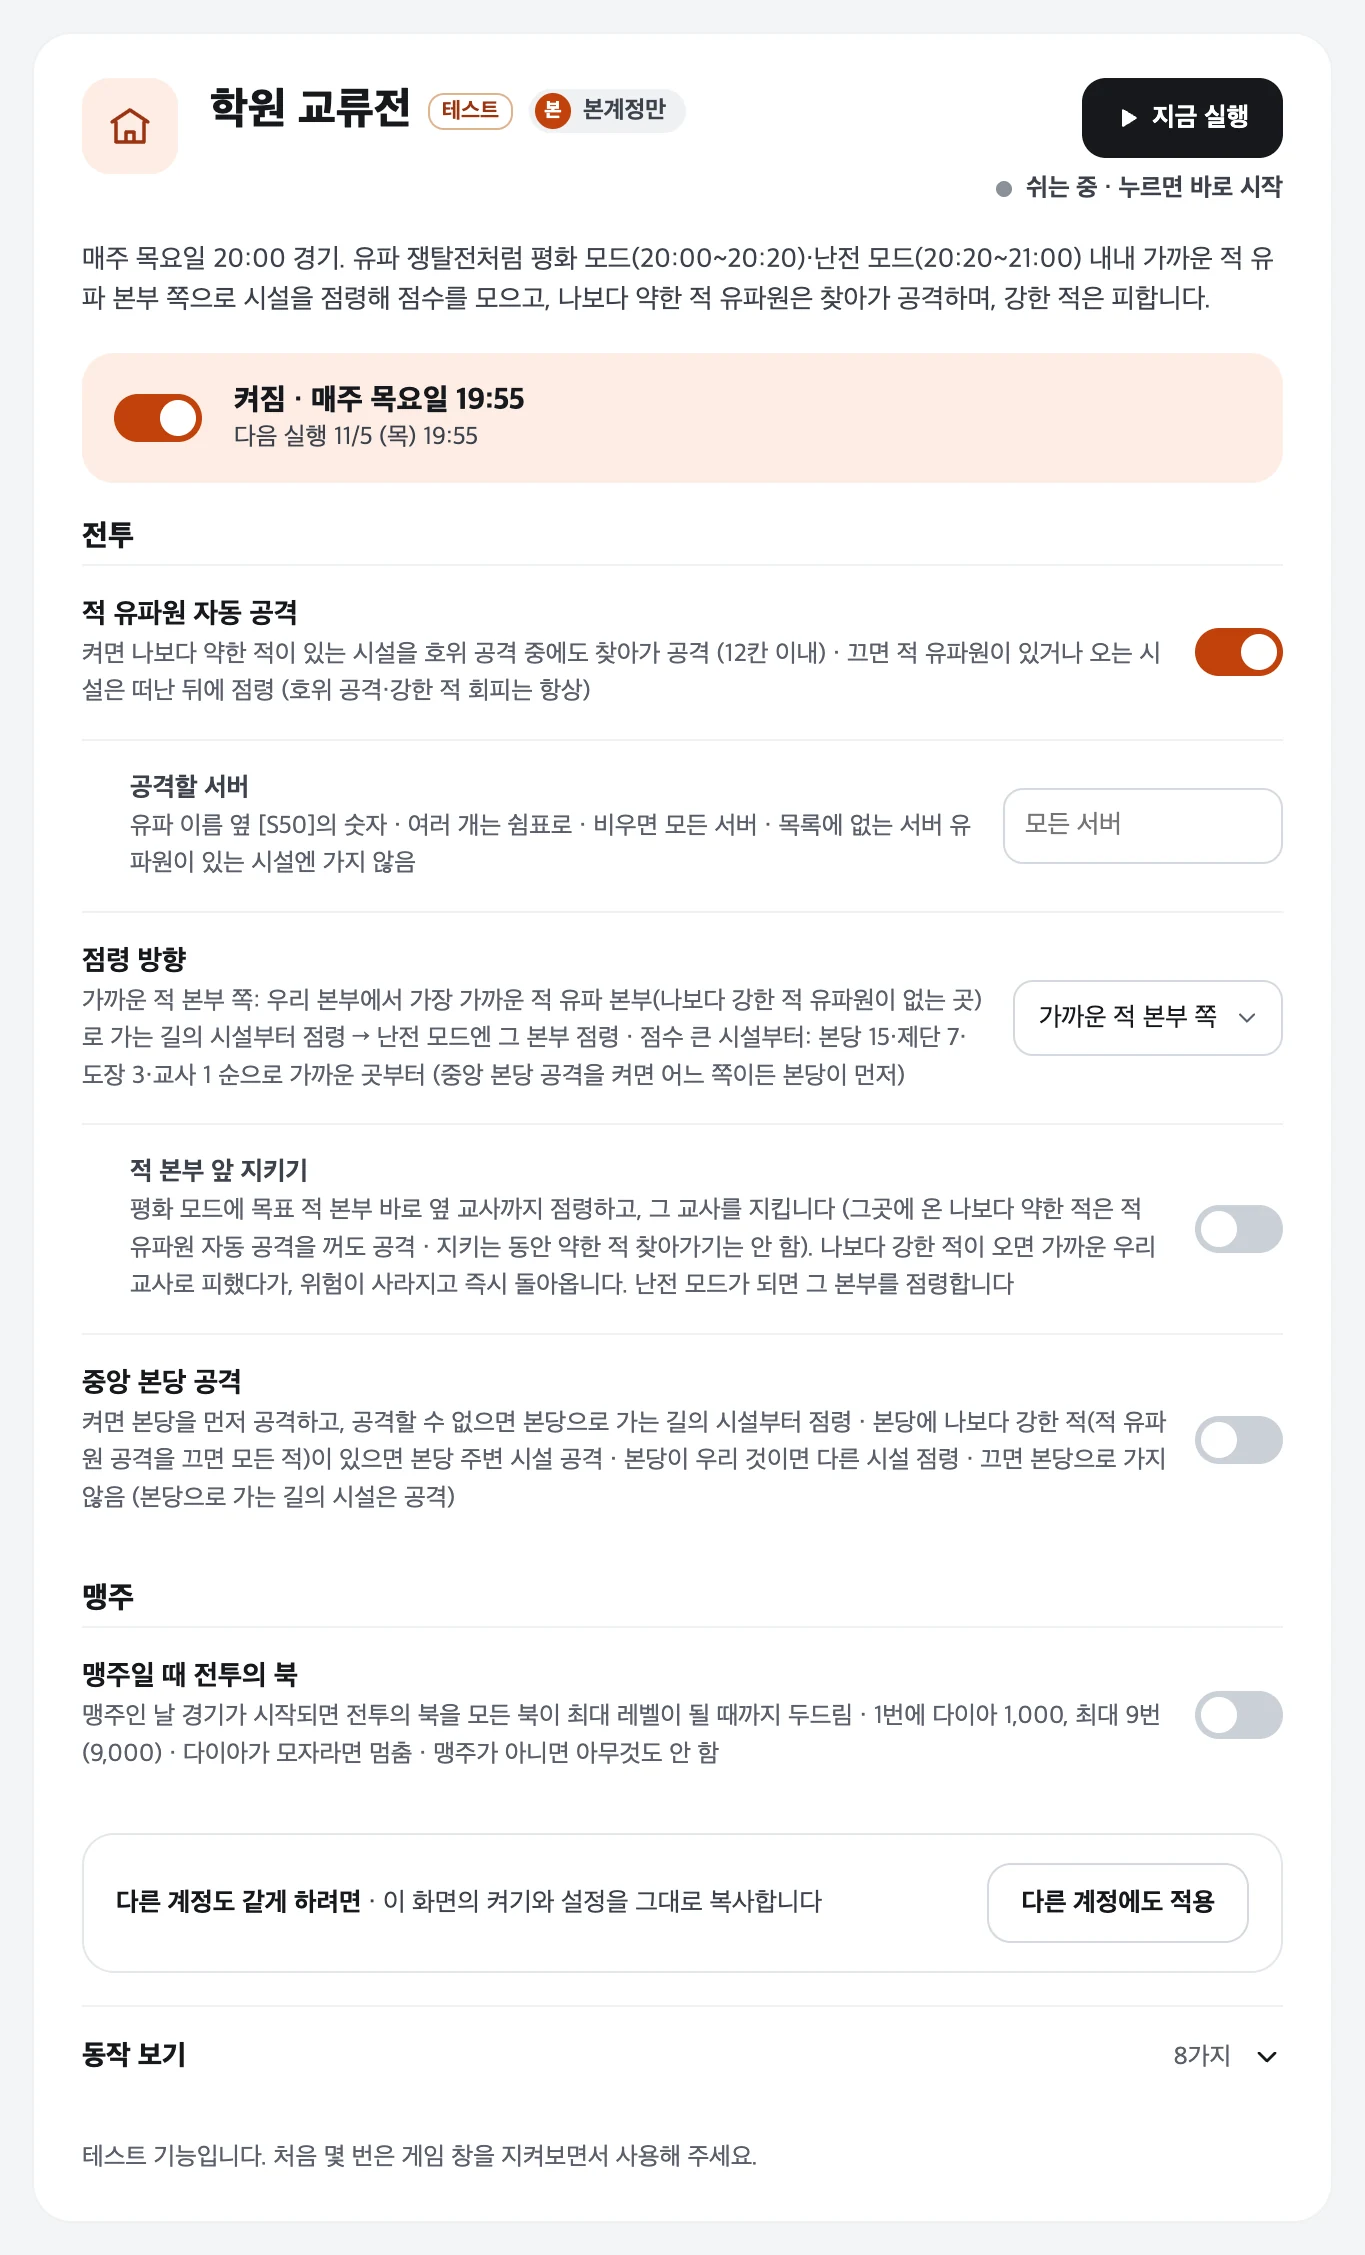 학원 교류전
테스트
본 본계정만
▶ 지금 실행
쉬는 중 · 누르면 바로 시작
매주 목요일 20:00 경기. 유파 쟁탈전처럼 평화 모드(20:00~20:20)·난전 모드(20:20~21:00) 내내 가까운 적 유
파 본부 쪽으로 시설을 점령해 점수를 모으고, 나보다 약한 적 유파원은 찾아가 공격하며, 강한 적은 피합니다.
켜짐 · 매주 목요일 19:55
다음 실행 11/5 (목) 19:55
전투
적 유파원 자동 공격
켜면 나보다 약한 적이 있는 시설을 호위 공격 중에도 찾아가 공격 (12칸 이내) · 끄면 적 유파원이 있거나 오는 시
설은 떠난 뒤에 점령 (호위 공격·강한 적 회피는 항상)
공격할 서버
유파 이름 옆 [S50]의 숫자 · 여러 개는 쉼표로 · 비우면 모든 서버 · 목록에 없는 서버 유
파원이 있는 시설엔 가지 않음
모든 서버
점령 방향
가까운 적 본부 쪽: 우리 본부에서 가장 가까운 적 유파 본부(나보다 강한 적 유파원이 없는 곳)
로 가는 길의 시설부터 점령 → 난전 모드엔 그 본부 점령 · 점수 큰 시설부터: 본당 15·제단 7·
도장 3·교사 1 순으로 가까운 곳부터 (중앙 본당 공격을 켜면 어느 쪽이든 본당이 먼저)
가까운 적 본부 쪽
적 본부 앞 지키기
평화 모드에 목표 적 본부 바로 옆 교사까지 점령하고, 그 교사를 지킵니다 (그곳에 온 나보다 약한 적은 적
유파원 자동 공격을 꺼도 공격 · 지키는 동안 약한 적 찾아가기는 안 함). 나보다 강한 적이 오면 가까운 우리
교사로 피했다가, 위험이 사라지고 즉시 돌아옵니다. 난전 모드가 되면 그 본부를 점령합니다
중앙 본당 공격
켜면 본당을 먼저 공격하고, 공격할 수 없으면 본당으로 가는 길의 시설부터 점령 · 본당에 나보다 강한 적(적 유파
원 공격을 끄면 모든 적)이 있으면 본당 주변 시설 공격 · 본당이 우리 것이면 다른 시설 점령 · 끄면 본당으로 가지
않음 (본당으로 가는 길의 시설은 공격)
맹주
맹주일 때 전투의 북
맹주인 날 경기가 시작되면 전투의 북을 모든 북이 최대 레벨이 될 때까지 두드림 · 1번에 다이아 1,000, 최대 9번
(9,000) · 다이아가 모자라면 멈춤 · 맹주가 아니면 아무것도 안 함
다른 계정도 같게 하려면 · 이 화면의 켜기와 설정을 그대로 복사합니다
다른 계정에도 적용
동작 보기
8가지
테스트 기능입니다. 처음 몇 번은 게임 창을 지켜보면서 사용해 주세요.